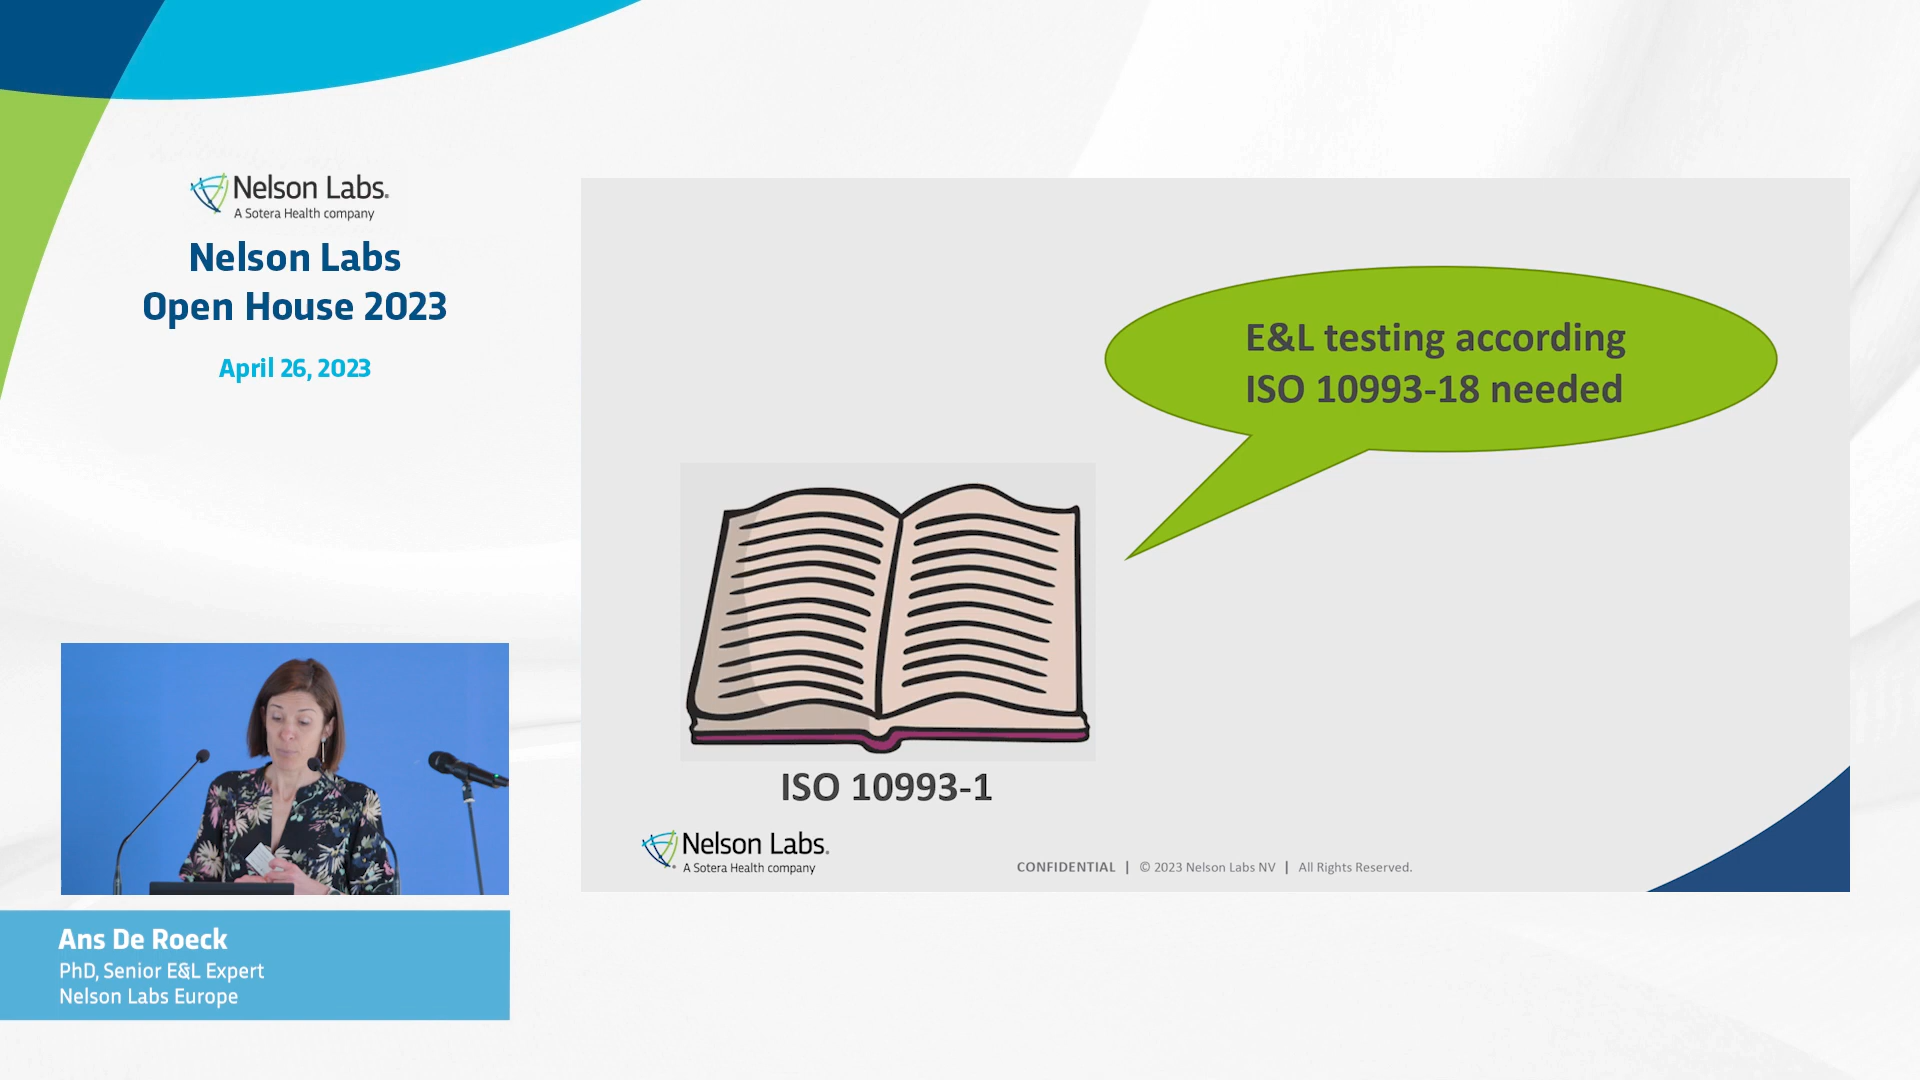 Nelson Labs.
A Sotera Health company
Nelson Labs
Open House 2023
April 26, 2023
E&L testing according
ISO 10993-18 needed
ISO 10993-1
Nelson Labs.
A Sotera Health company
CONFIDENTIAL | © 2023 Nelson Labs NV | All Rights Reserved.
Ans De Roeck
PhD, Senior E&L Expert
Nelson Labs Europe